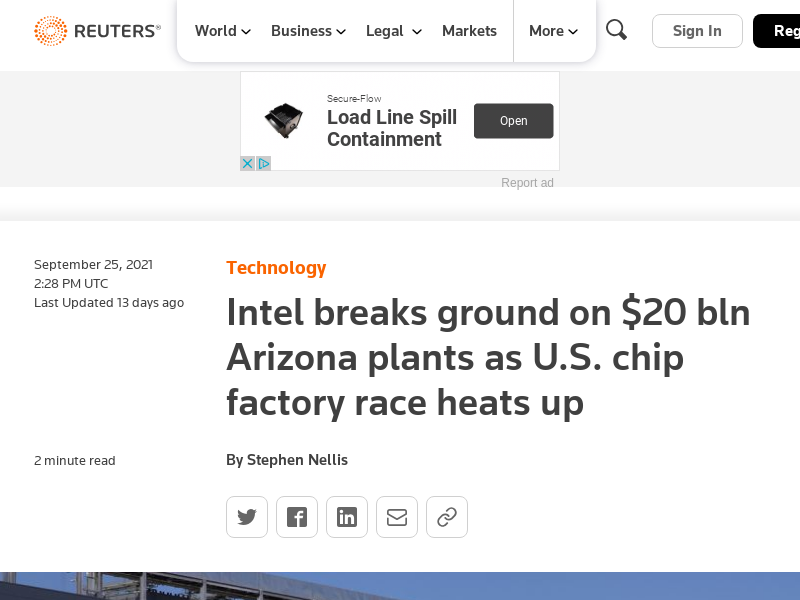 REUTERS®
World
Business
Legal
Markets
More
Sign In
Secure-Flow
Load Line Spill
Containment
Open
Report ad
September 25, 2021
2:28 PM UTC
Last Updated 13 days ago
Technology
Intel breaks ground on $20 bln
Arizona plants as U.S. chip
factory race heats up
2 minute read
By Stephen Nellis